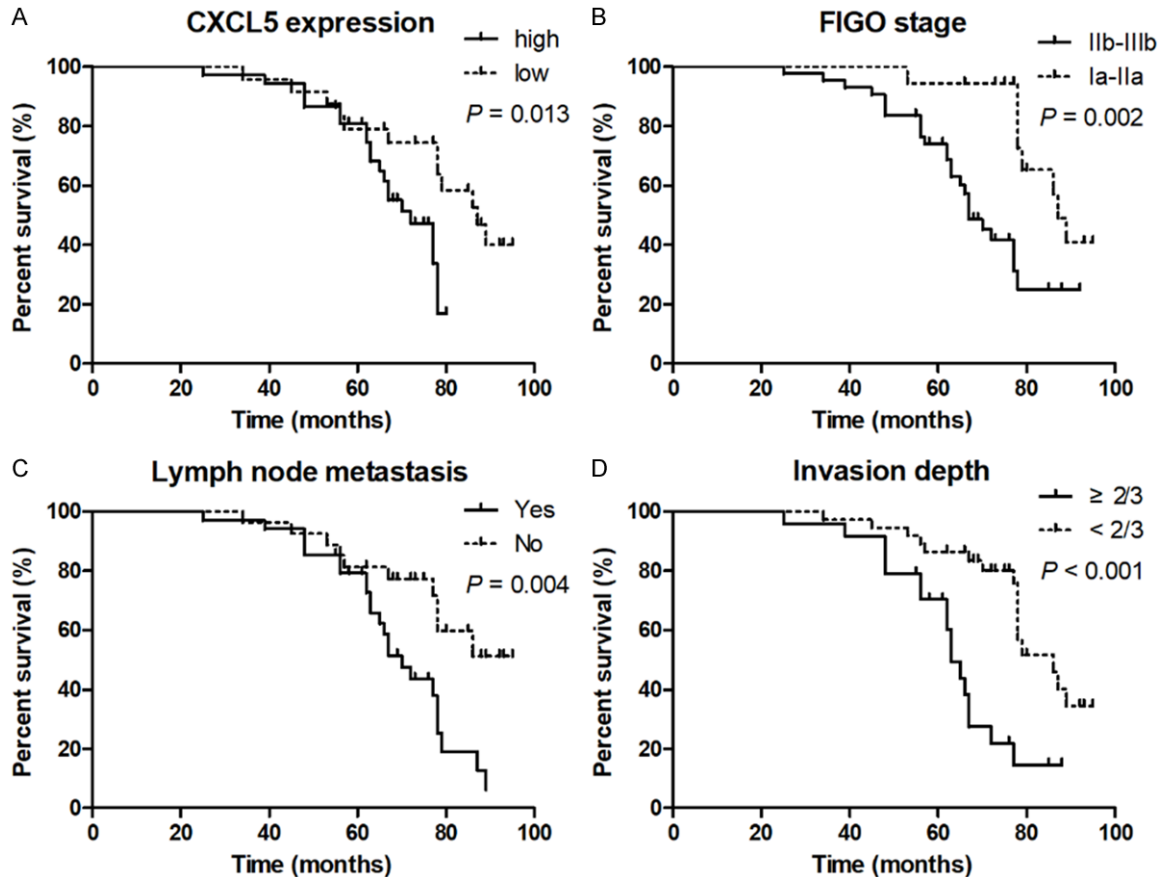 A
CXCL5 expression
high
low
P = 0.013
Percent survival (%)
100
80
60
40
20
0
0 20 40 60 80 100
Time (months)
B
FIGO stage
IIb-IIIb
Ia-IIa
P = 0.002
Percent survival (%)
100
80
60
40
20
0
0 20 40 60 80 100
Time (months)
C
Lymph node metastasis
Yes
No
P = 0.004
Percent survival (%)
100
80
60
40
20
0
0 20 40 60 80 100
Time (months)
D
Invasion depth
≥ 2/3
< 2/3
P < 0.001
Percent survival (%)
100
80
60
40
20
0
0 20 40 60 80 100
Time (months)